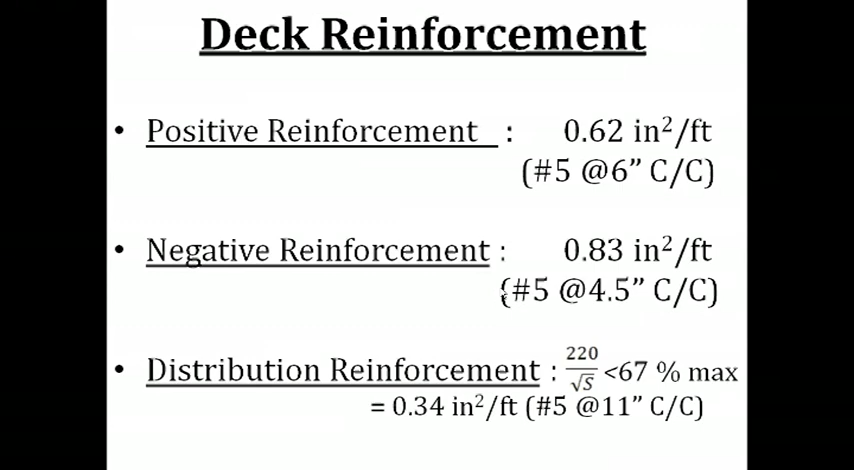 Deck Reinforcement
• Positive Reinforcement : 0.62 in²/ft
(#5 @6” C/C)
• Negative Reinforcement : 0.83 in²/ft
(#5 @4.5” C/C)
• Distribution Reinforcement : 220/√S <67 % max
= 0.34 in²/ft (#5 @11” C/C)